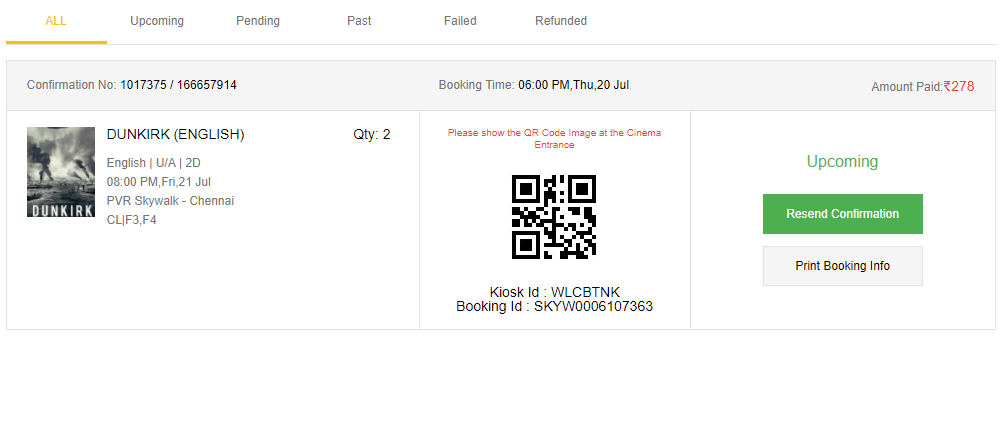 ALL Upcoming Pending Past Failed Refunded
Confirmation No: 1017375 / 166657914 Booking Time: 06:00 PM,Thu,20 Jul Amount Paid:₹278
DUNKIRK
DUNKIRK (ENGLISH) Qty: 2
English | U/A | 2D
08:00 PM,Fri,21 Jul
PVR Skywalk - Chennai
CL|F3,F4
Please show the QR Code Image at the Cinema
Entrance
Kiosk Id : WLCBTNK
Booking Id : SKYW0006107363
Upcoming
Resend Confirmation
Print Booking Info